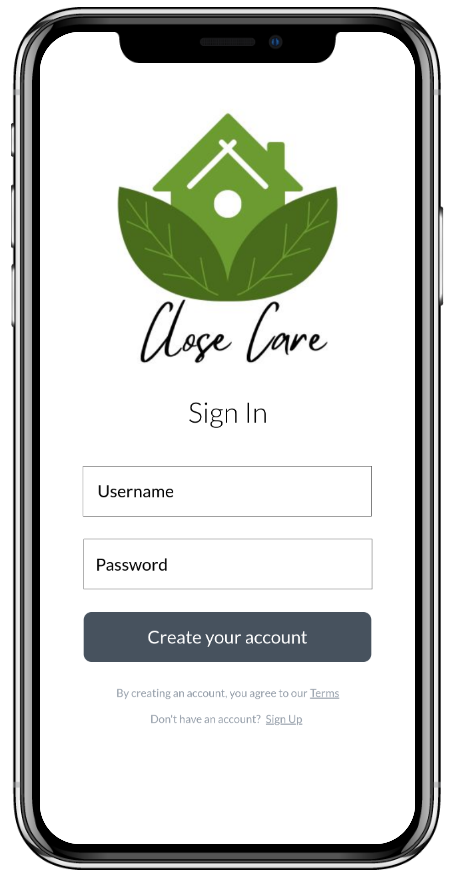 Close Care
Sign In
Username
Password
Create your account
By creating an account, you agree to our Terms
Don't have an account? Sign Up